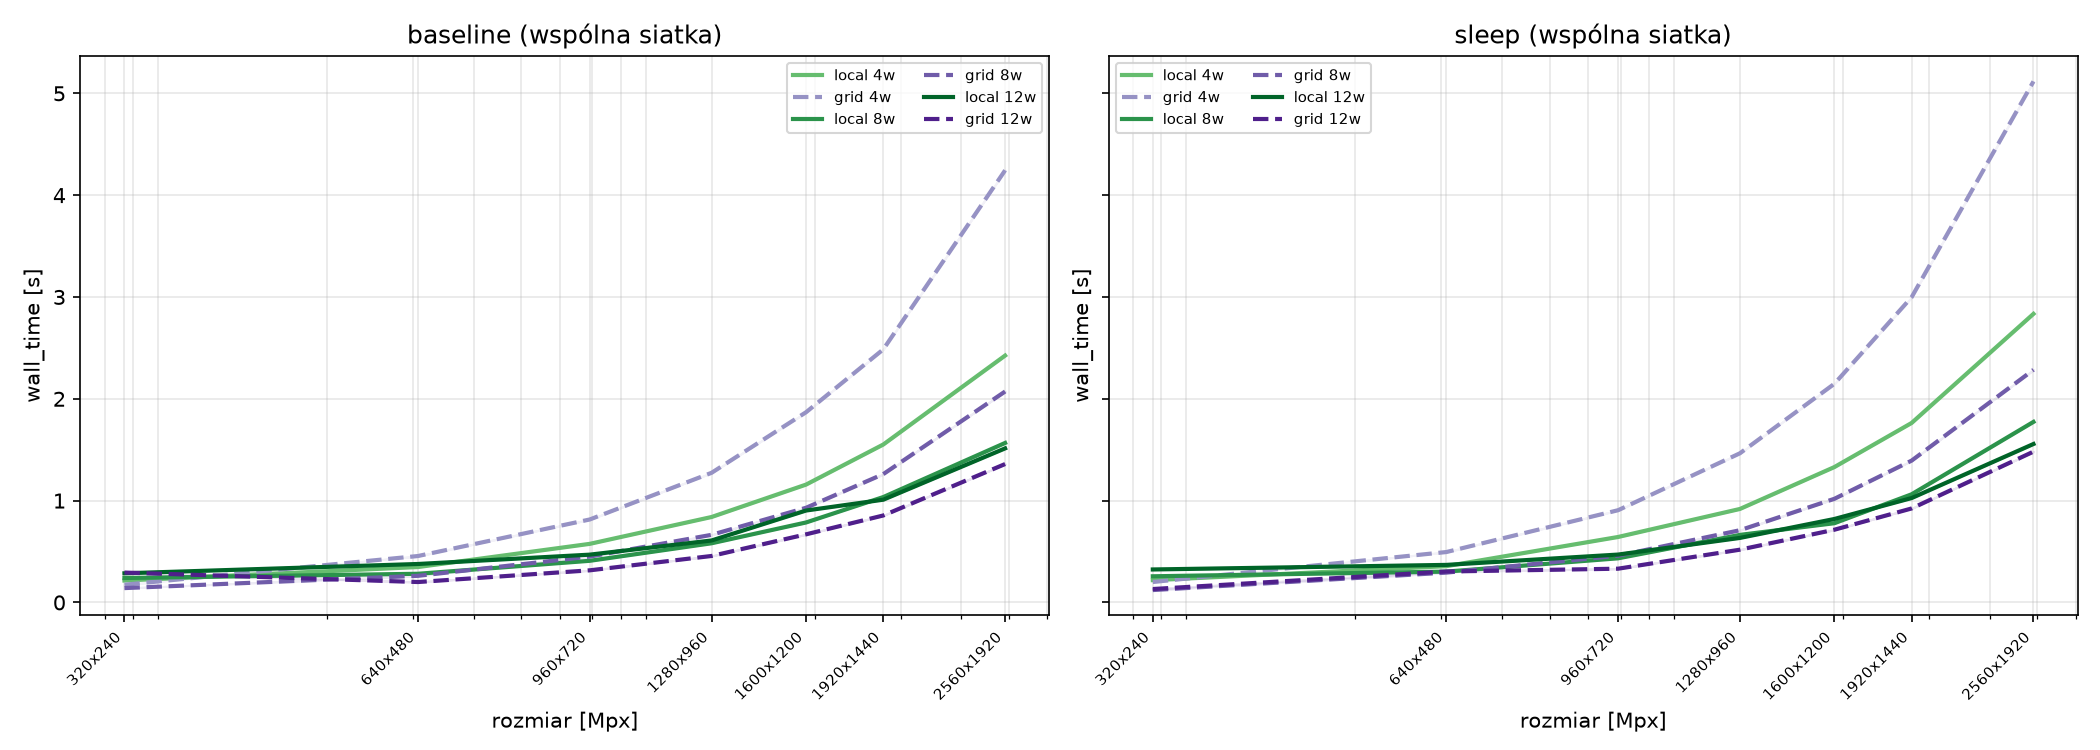 baseline (wspólna siatka)
local 4w
grid 4w
local 8w
grid 8w
local 12w
grid 12w
wall_time [s]
5
4
3
2
1
0
320x240
640x480
960x720
1280x960
1600x1200
1920x1440
2560x1920
rozmiar [Mpx]
sleep (wspólna siatka)
local 4w
grid 4w
local 8w
grid 8w
local 12w
grid 12w
wall_time [s]
320x240
640x480
960x720
1280x960
1600x1200
1920x1440
2560x1920
rozmiar [Mpx]